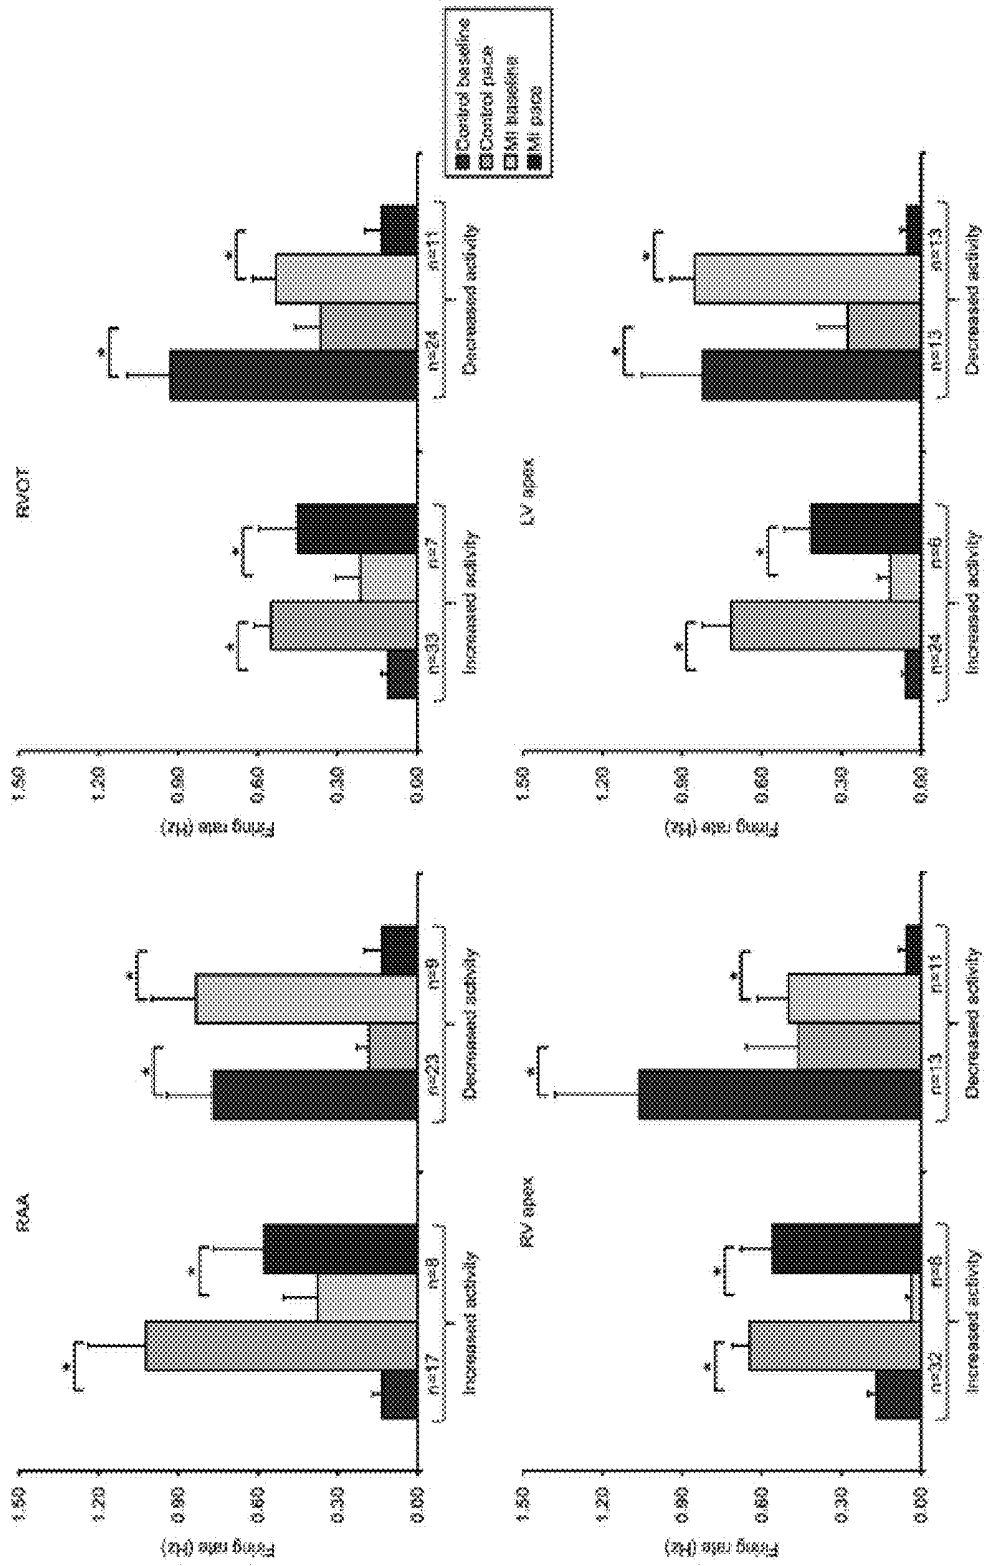 RAA
Firing rate (Hz)
1.50
1.20
0.90
0.60
0.30
0.00
n=17
n=8
n=23
n=9
Increased activity
Decreased activity
*
*
*
*
RVOT
Firing rate (Hz)
1.50
1.20
0.90
0.60
0.30
0.00
n=33
n=7
n=24
n=11
Increased activity
Decreased activity
*
*
*
*
Control baseline
Control pace
MI baseline
MI pace
RV apex
Firing rate (Hz)
1.50
1.20
0.90
0.60
0.30
0.00
n=32
n=13
n=11
Increased activity
Decreased activity
*
*
*
*
LV apex
Firing rate (Hz)
1.50
1.20
0.90
0.60
0.30
0.00
n=24
n=13
n=13
Increased activity
Decreased activity
*
*
*
*